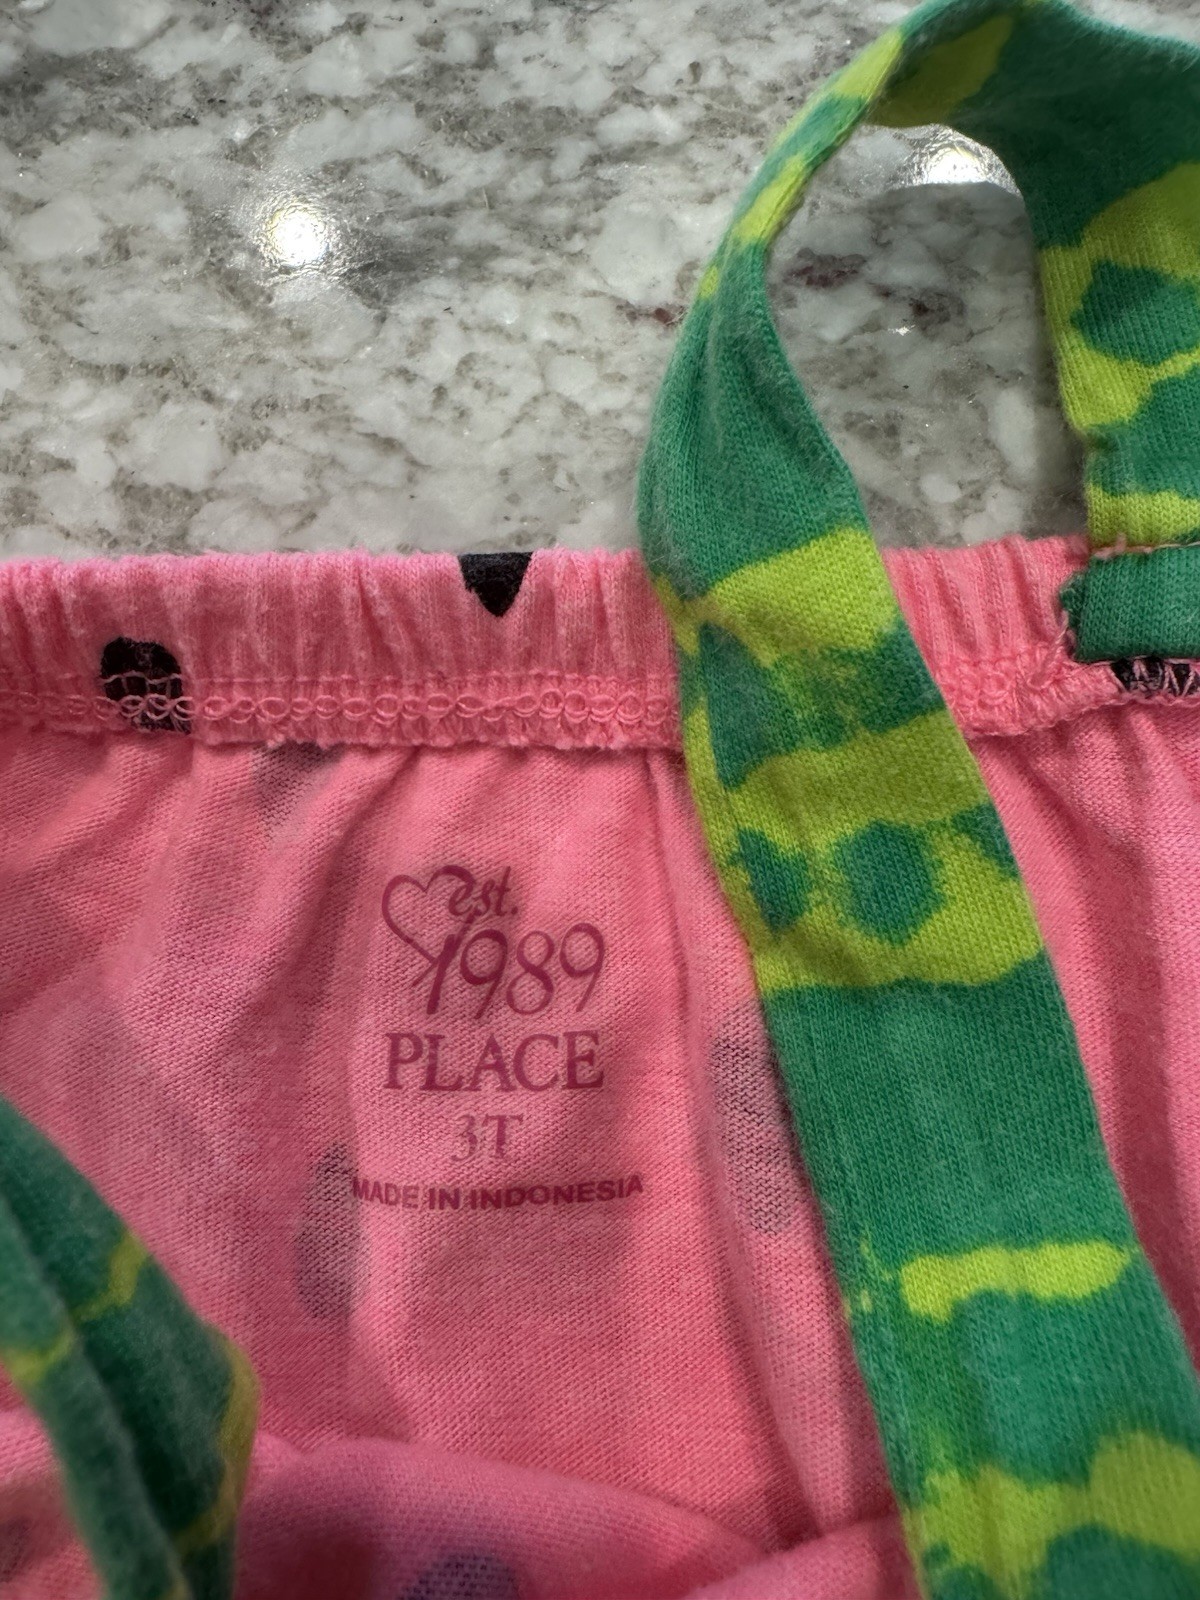 est.
1989
PLACE
3T
MADE IN INDONESIA